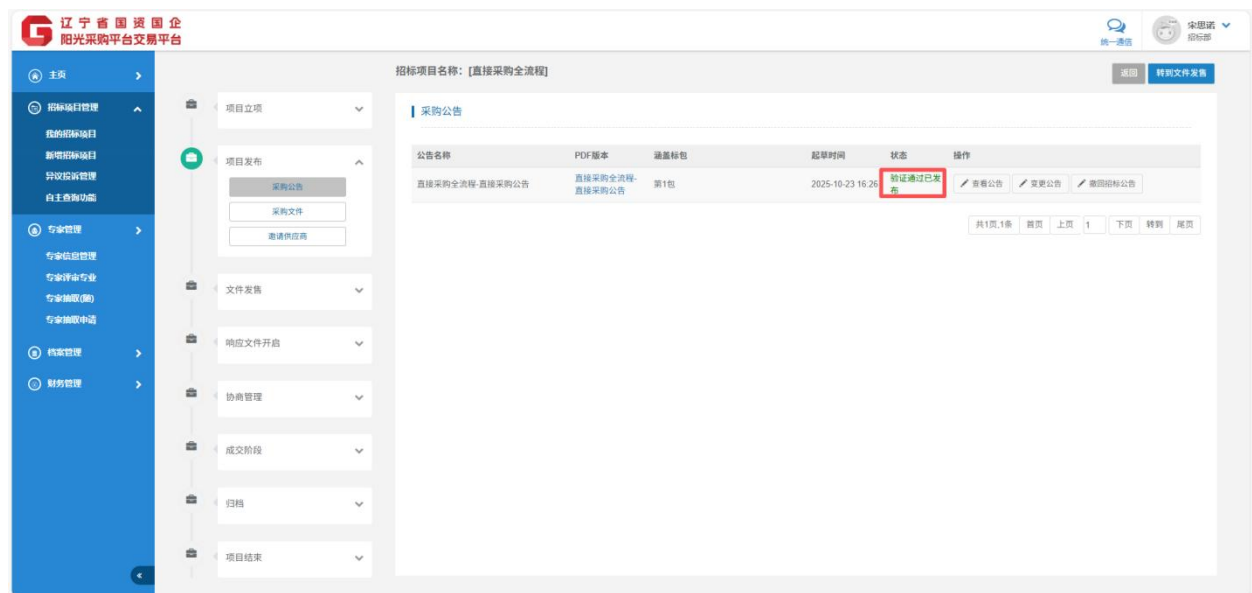 辽宁省国资国企
阳光采购平台交易平台
统一通信
宋思诺
招标部
主页
招标项目管理
我的招标项目
新增招标项目
异议投诉管理
自主查询功能
专家管理
专家信息管理
专家评审专业
专家抽取(随)
专家抽取申请
档案管理
财务管理
招标项目名称：[直接采购全流程]
返回
转到文件发售
项目立项
项目发布
采购公告
采购文件
邀请供应商
文件发售
响应文件开启
协商管理
成交阶段
归档
项目结束
采购公告
公告名称 PDF版本 涵盖标包 起草时间 状态 操作
直接采购全流程-直接采购公告 直接采购全流程-直接采购公告 第1包 2025-10-23 16:26 验证通过已发布 查看公告 变更公告 撤回招标公告
共1页,1条 首页 上页 1 下页 转到 尾页